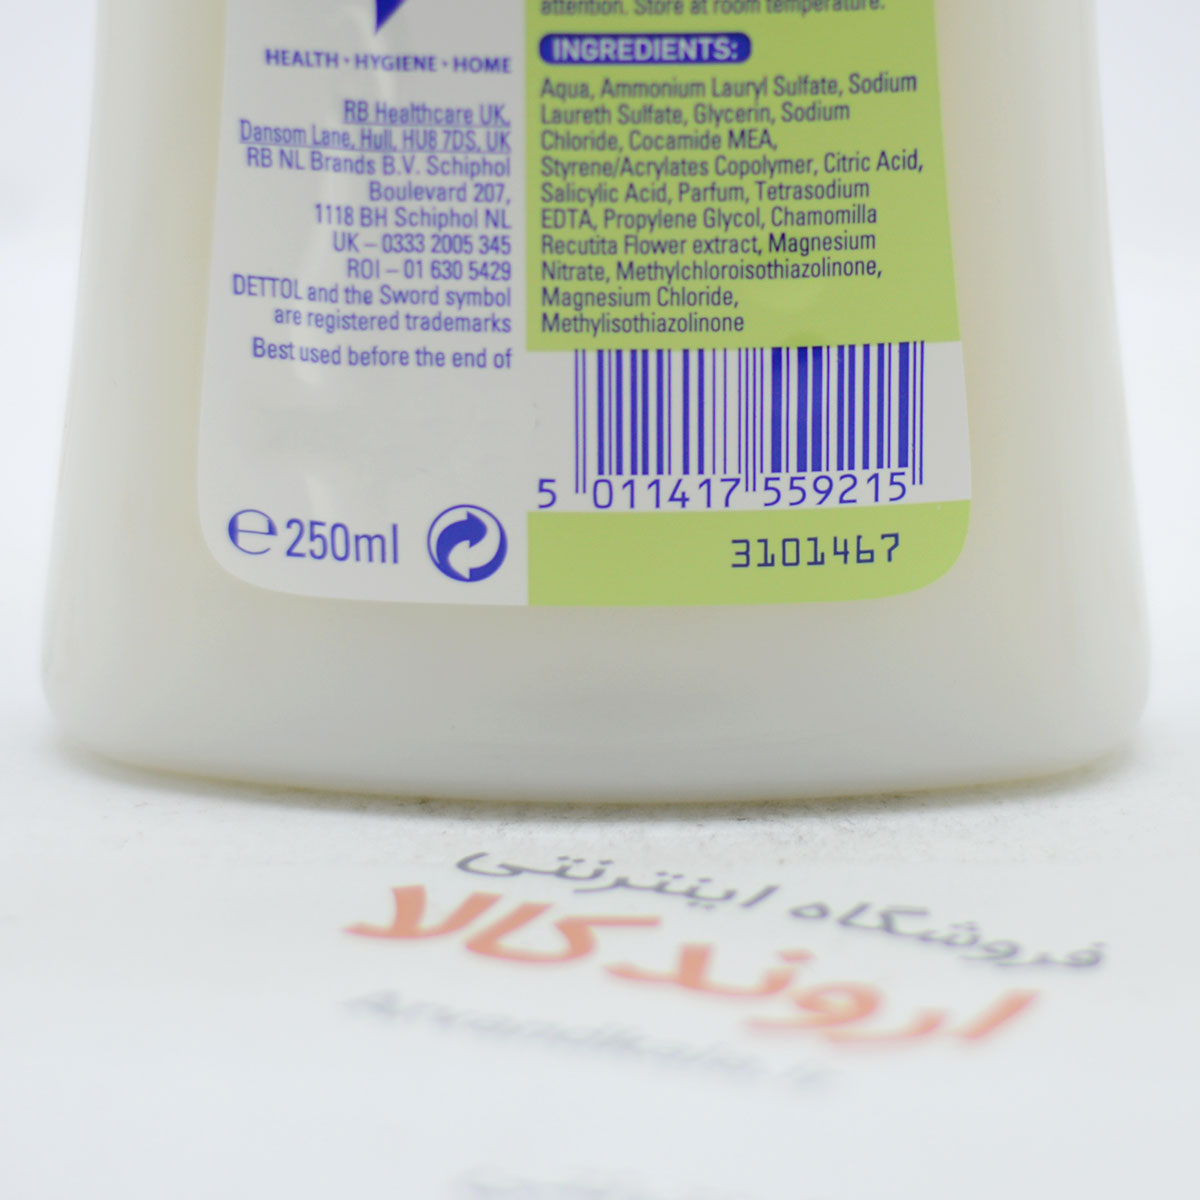 HEALTH • HYGIENE • HOME
RB Healthcare UK,
Dansom Lane, Hull, HU8 7DS, UK
RB NL Brands B.V. Schiphol
Boulevard 207,
1118 BH Schiphol NL
UK – 0333 2005 345
ROI – 01 630 5429
DETTOL and the Sword symbol
are registered trademarks
Best used before the end of
℮ 250ml
attention. Store at room temperature.
INGREDIENTS:
Aqua, Ammonium Lauryl Sulfate, Sodium
Laureth Sulfate, Glycerin, Sodium
Chloride, Cocamide MEA,
Styrene/Acrylates Copolymer, Citric Acid,
Salicylic Acid, Parfum, Tetrasodium
EDTA, Propylene Glycol, Chamomilla
Recutita Flower extract, Magnesium
Nitrate, Methylchloroisothiazolinone,
Magnesium Chloride,
Methylisothiazolinone
5 011417 559215
3101467
فروشگاه اینترنتی
اروند کالا
Arvandkala.ir